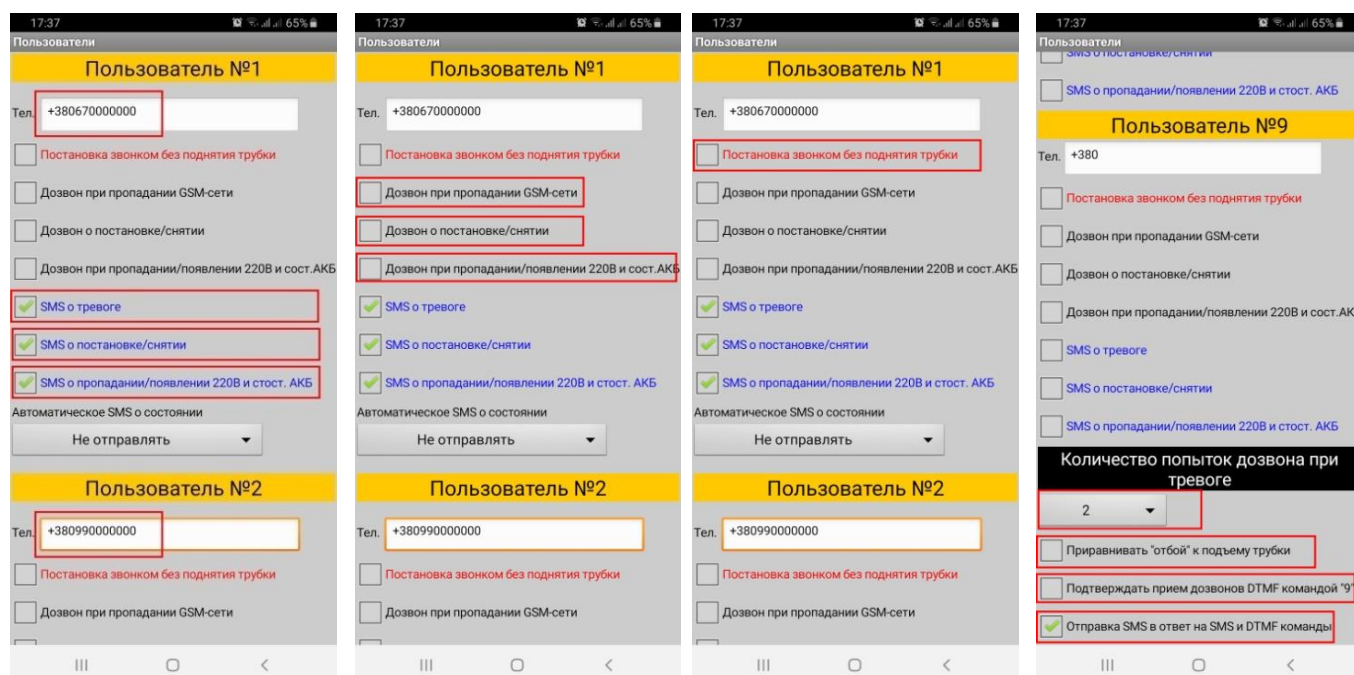 17:37
65%
Пользователи
Пользователь №1
Тел.
+380670000000
Постановка звонком без поднятия трубки
Дозвон при пропадании GSM-сети
Дозвон о постановке/снятии
Дозвон при пропадании/появлении 220В и сост.АКБ
SMS о тревоге
SMS о постановке/снятии
SMS о пропадании/появлении 220В и стост. АКБ
Автоматическое SMS о состоянии
Не отправлять
Пользователь №2
Тел.
+380990000000
Постановка звонком без поднятия трубки
Дозвон при пропадании GSM-сети
17:37
65%
Пользователи
Пользователь №1
Тел.
+380670000000
Постановка звонком без поднятия трубки
Дозвон при пропадании GSM-сети
Дозвон о постановке/снятии
Дозвон при пропадании/появлении 220В и сост.АКБ
SMS о тревоге
SMS о постановке/снятии
SMS о пропадании/появлении 220В и стост. АКБ
Автоматическое SMS о состоянии
Не отправлять
Пользователь №2
Тел.
+380990000000
Постановка звонком без поднятия трубки
Дозвон при пропадании GSM-сети
17:37
65%
Пользователи
Пользователь №1
Тел.
+380670000000
Постановка звонком без поднятия трубки
Дозвон при пропадании GSM-сети
Дозвон о постановке/снятии
Дозвон при пропадании/появлении 220В и сост.АКБ
SMS о тревоге
SMS о постановке/снятии
SMS о пропадании/появлении 220В и стост. АКБ
Автоматическое SMS о состоянии
Не отправлять
Пользователь №2
Тел.
+380990000000
Постановка звонком без поднятия трубки
Дозвон при пропадании GSM-сети
17:37
65%
Пользователи
SMS о постановке/снятии
SMS о пропадании/появлении 220В и стост. АКБ
Пользователь №9
Тел.
+380
Постановка звонком без поднятия трубки
Дозвон при пропадании GSM-сети
Дозвон о постановке/снятии
Дозвон при пропадании/появлении 220В и сост.АК
SMS о тревоге
SMS о постановке/снятии
SMS о пропадании/появлении 220В и стост. АКБ
Количество попыток дозвона при
тревоге
2
Приравнивать "отбой" к подъему трубки
Подтверждать прием дозвонов DTMF командой "9"
Отправка SMS в ответ на SMS и DTMF команды